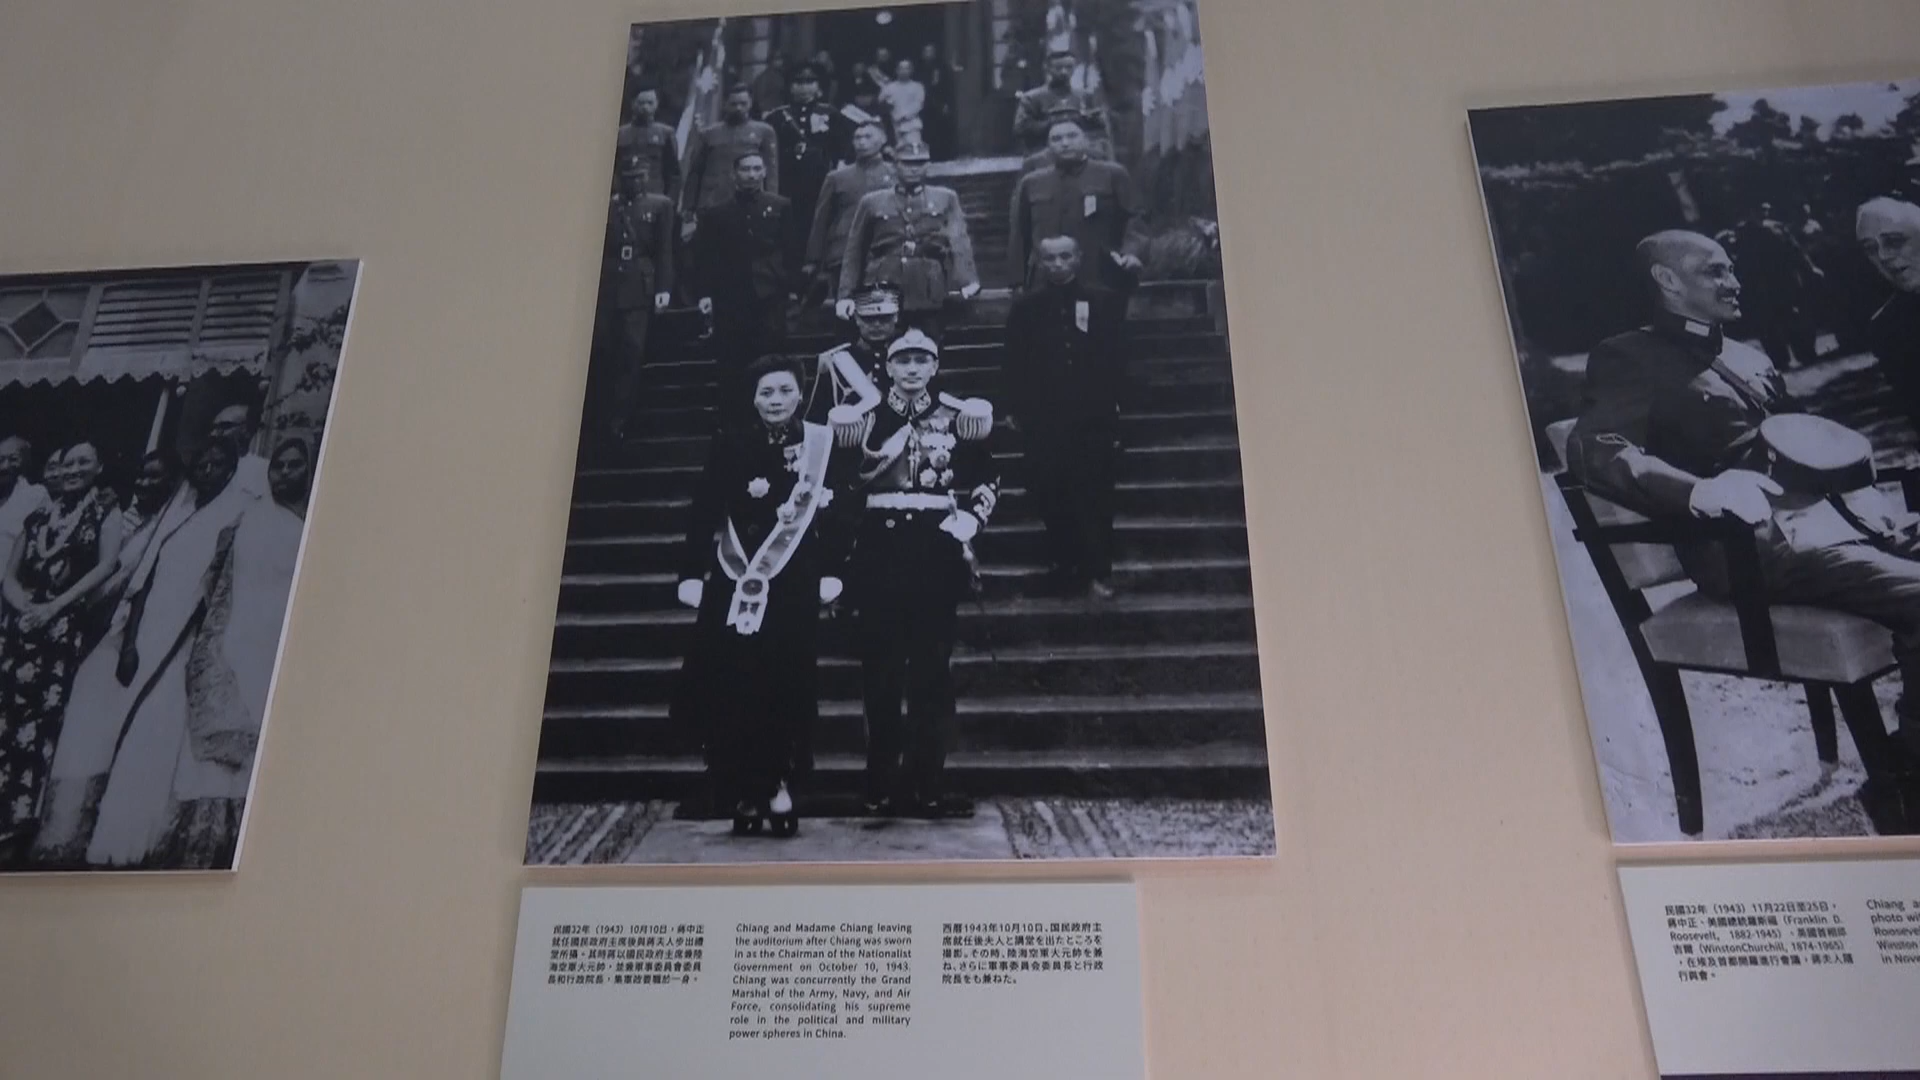 民國32年（1943）10月10日，蔣中正
就任國民政府主席後與蔣夫人步出禮
堂所攝。其時蔣以國民政府主席兼陸
海空軍大元帥，並兼軍事委員會委員
長和行政院長，集黨政要職於一身。
Chiang and Madame Chiang leaving
the auditorium after Chiang was sworn
in as the Chairman of the Nationalist
Government on October 10, 1943.
Chiang was concurrently the Grand
Marshal of the Army, Navy, and Air
Force, consolidating his supreme
role in the political and military
power spheres in China.
西暦1943年10月10日、国民政府主
席就任後夫人と講堂を出たところを
撮影。その時、陸海空軍大元帥を兼
ね、さらに軍事委員会委員長と行政
院長をも兼ねた。
民國32年（1943）11月22日至25日，
蔣中正、美國總統羅斯福（Franklin D.
Roosevelt, 1882-1945）、英國首相邱
吉爾（WinstonChurchill, 1874-1965）
，在埃及首都開羅進行會議，蔣夫人隨
行與會。
Chiang
photo
Roosevelt
Winston
in